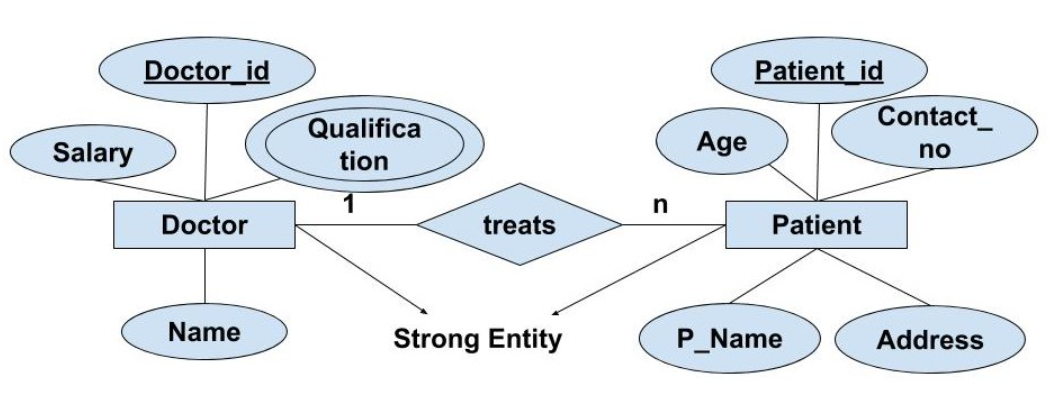 Doctor_id
Patient_id
Salary
Qualifica
tion
Age
Contact_
no
1
n
Doctor
treats
Patient
Name
Strong Entity
P_Name
Address